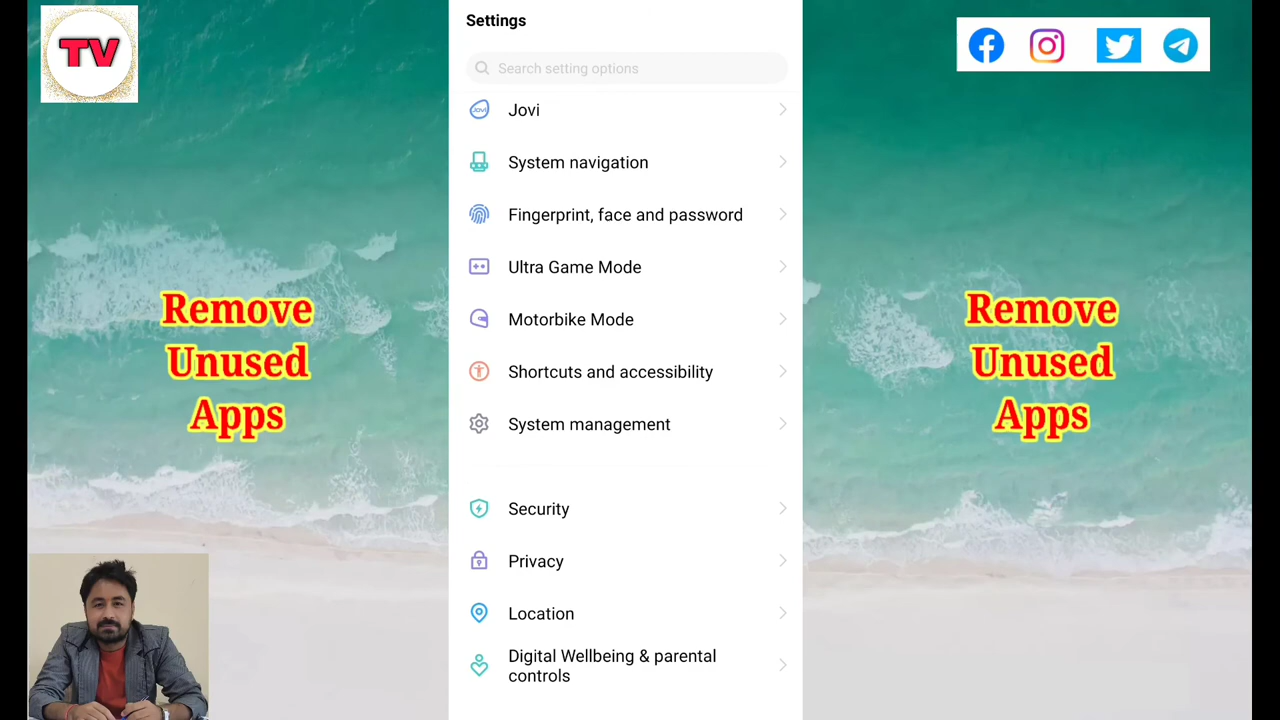 TV
Settings
Search setting options
Jovi
Jovi
System navigation
Fingerprint, face and password
Ultra Game Mode
Motorbike Mode
Shortcuts and accessibility
System management
Security
Privacy
Location
Digital Wellbeing & parental
controls
Remove
Unused
Apps
Remove
Unused
Apps